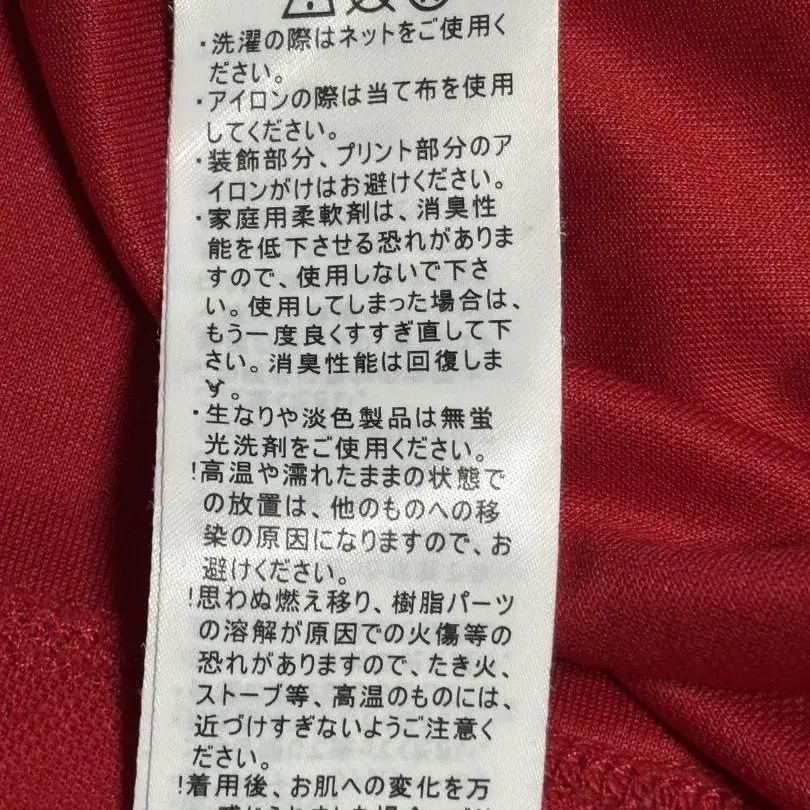 ・洗濯の際はネットをご使用く
ださい。
・アイロンの際は当て布を使用
してください。
・装飾部分、プリント部分のア
イロンがけはお避けください。
・家庭用柔軟剤は、消臭性
能を低下させる恐れがありま
すので、使用しないで下さ
い。使用してしまった場合は、
もう一度良くすすぎ直して下
さい。消臭性能は回復しま
す。
・生なりや淡色製品は無蛍
光洗剤をご使用ください。
!高温や濡れたままの状態で
の放置は、他のものへの移
染の原因になりますので、お
避けください。
!思わぬ燃え移り、樹脂パーツ
の溶解が原因での火傷等の
恐れがありますので、たき火、
ストーブ等、高温のものには、
近づけすぎないようご注意く
ださい。
!着用後、お肌への変化を万